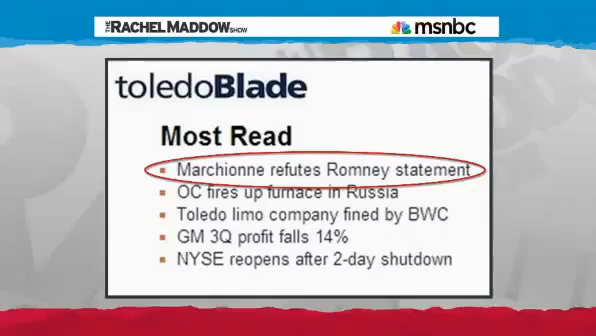 THE RACHEL MADDOW SHOW
msnbc
toledoBlade
Most Read
Marchionne refutes Romney statement
OC fires up furnace in Russia
Toledo limo company fined by BWC
GM 3Q profit falls 14%
NYSE reopens after 2-day shutdown